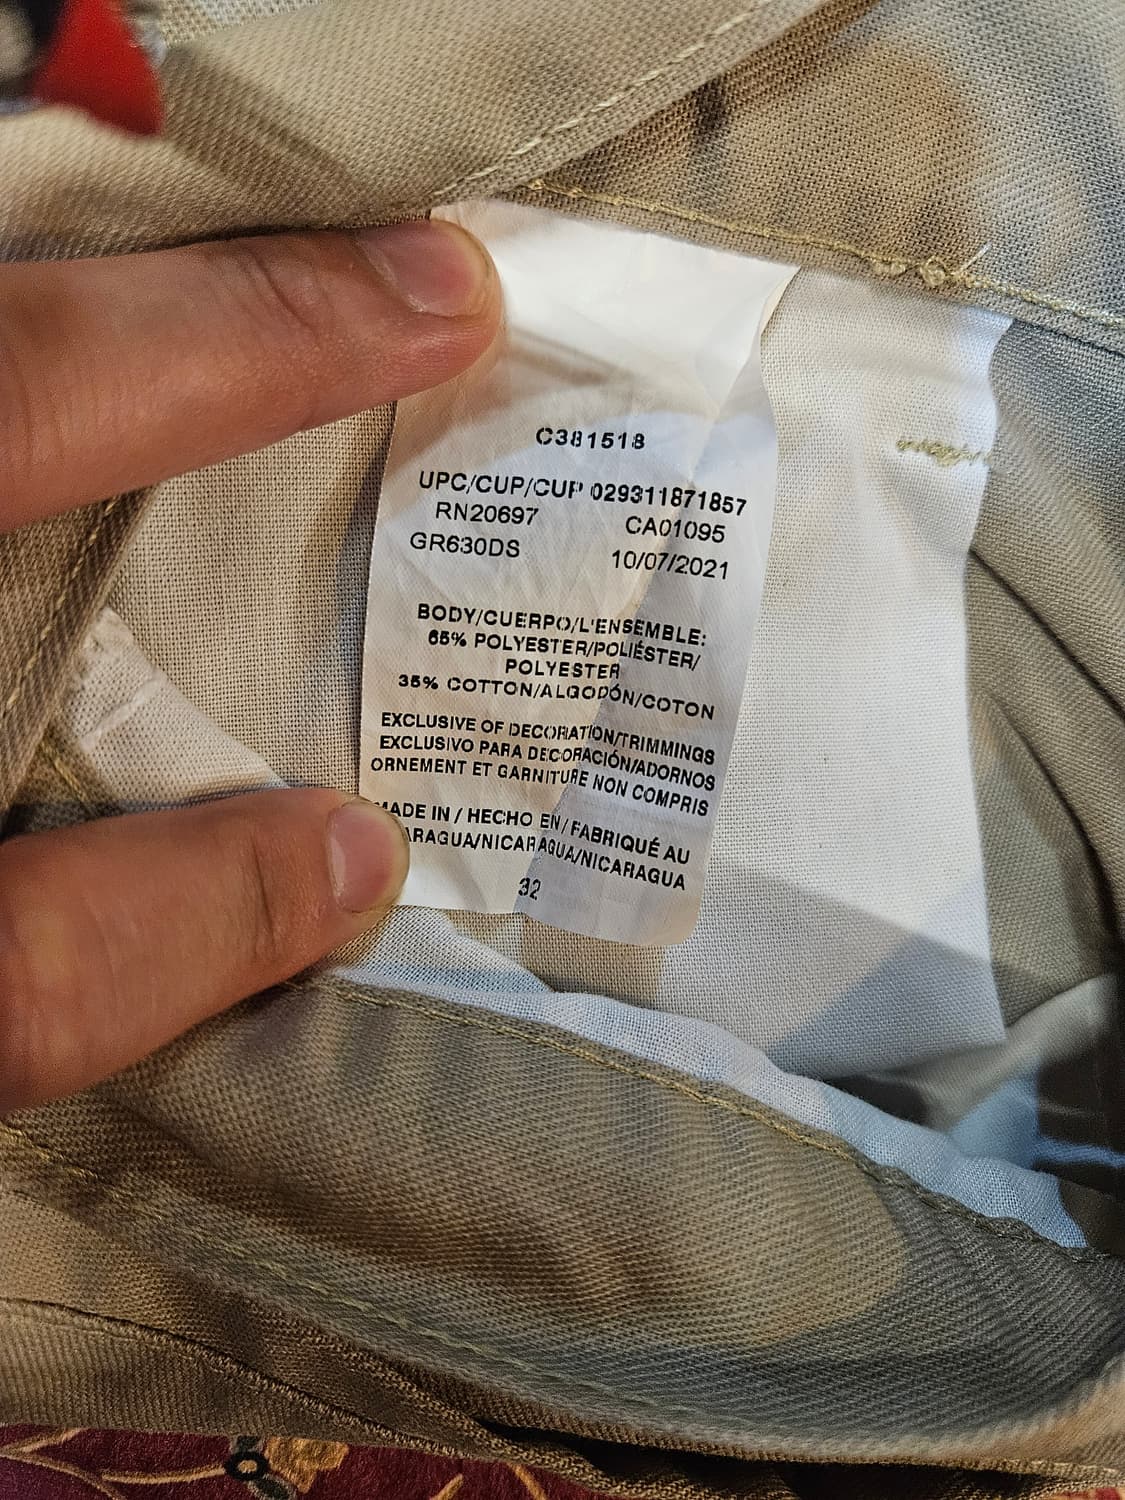 C381518
UPC/CUP/CUP 029311871857
RN20697 CA01095
GR630DS 10/07/2021
BODY/CUERPO/L'ENSEMBLE:
65% POLYESTER/POLIÉSTER/
POLYESTER
35% COTTON/ALGODÓN/COTON
EXCLUSIVE OF DECORATION/TRIMMINGS
EXCLUSIVO PARA DECORACIÓN/ADORNOS
ORNEMENT ET GARNITURE NON COMPRIS
MADE IN / HECHO EN / FABRIQUÉ AU
ARAGUA/NICARAGUA/NICARAGUA
32